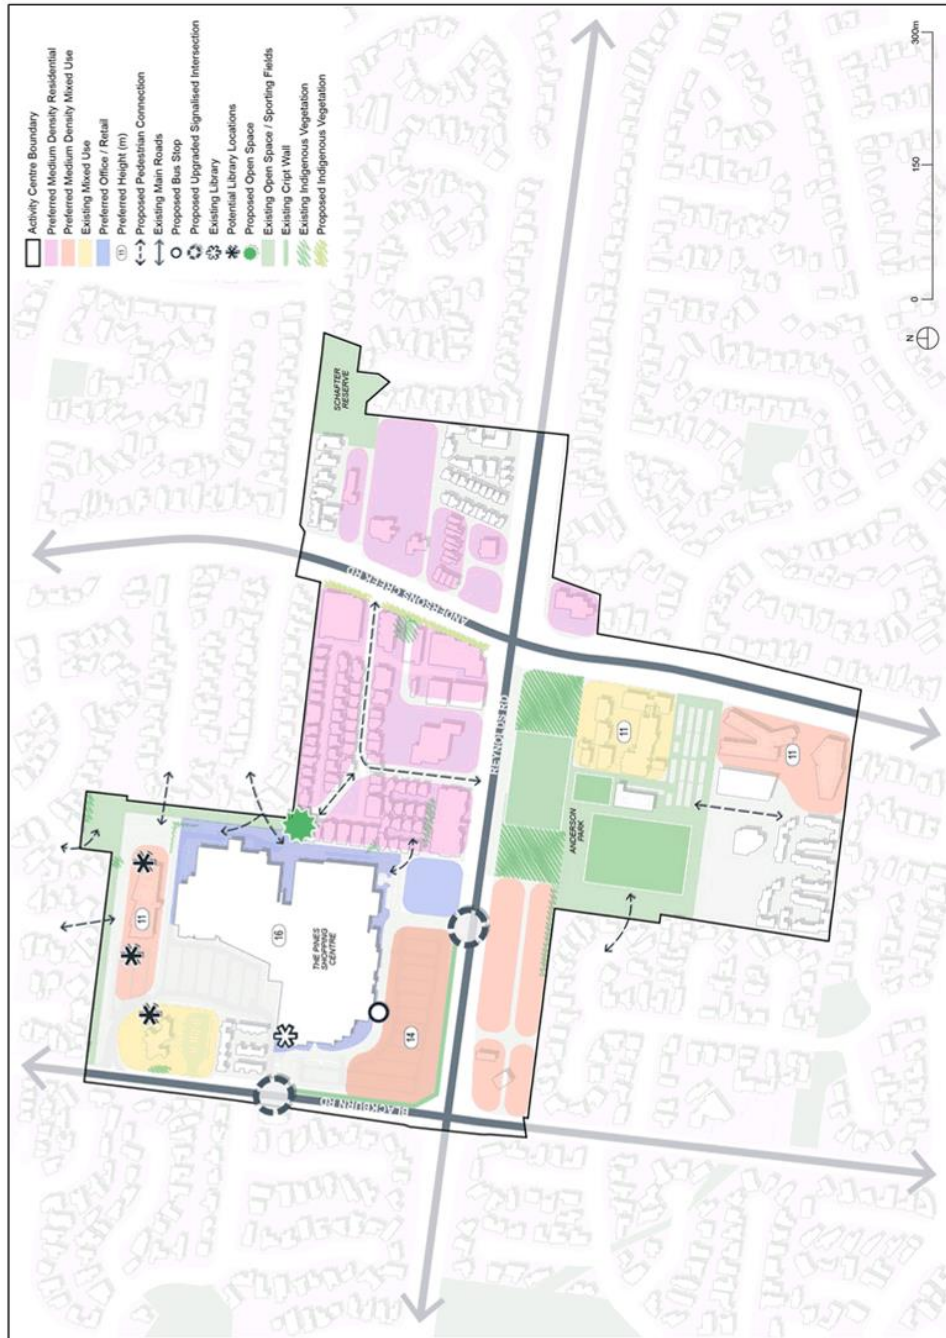 Activity Centre Boundary
Preferred Medium Density Residential
Preferred Medium Density Mixed Use
Existing Mixed Use
Preferred Office / Retail
11 Preferred Height (m)
Proposed Pedestrian Connection
Existing Main Roads
Proposed Bus Stop
Proposed Upgraded Signalised Intersection
Existing Library
Potential Library Locations
Proposed Open Space
Existing Open Space / Sporting Fields
Existing Cript Wall
Existing Indigenous Vegetation
Proposed Indigenous Vegetation
11
16
THE PINES
SHOPPING
CENTRE
14
BLACKBURN RD
REYNOLDS RD
ANDERSONS CREEK RD
SCHAFTER
RESERVE
ANDERSON
PARK
11
11
N
0
150
300m